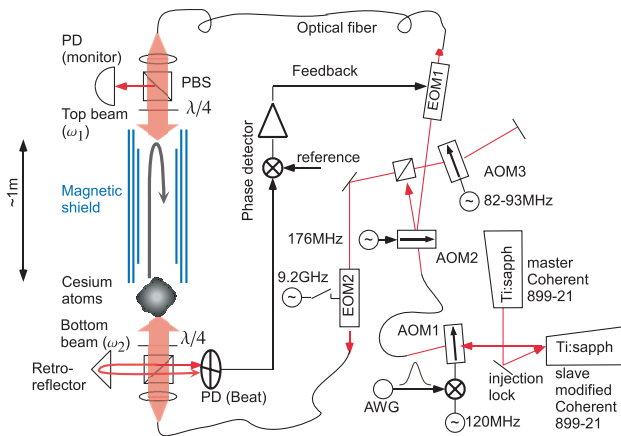 Optical fiber
PD
(monitor)
PBS
Feedback
EOM1
Top beam
(ω1)
λ/4
Phase detector
reference
AOM3
~
82-93MHz
~1m
Magnetic
shield
176MHz
~
AOM2
9.2GHz
~
EOM2
Ti:sapph
master
Coherent
899-21
Cesium
atoms
Bottom
beam (ω2)
λ/4
AOM1
Ti:sapph
Retro-
reflector
injection
lock
slave
modified
Coherent
899-21
PD (Beat)
AWG
~
120MHz